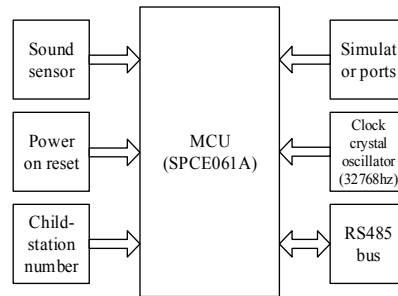 Sound
sensor
Power
on reset
Child-
station
number
MCU
(SPCE061A)
Simulat
or ports
Clock
crystal
oscillator
(32768hz)
RS485
bus